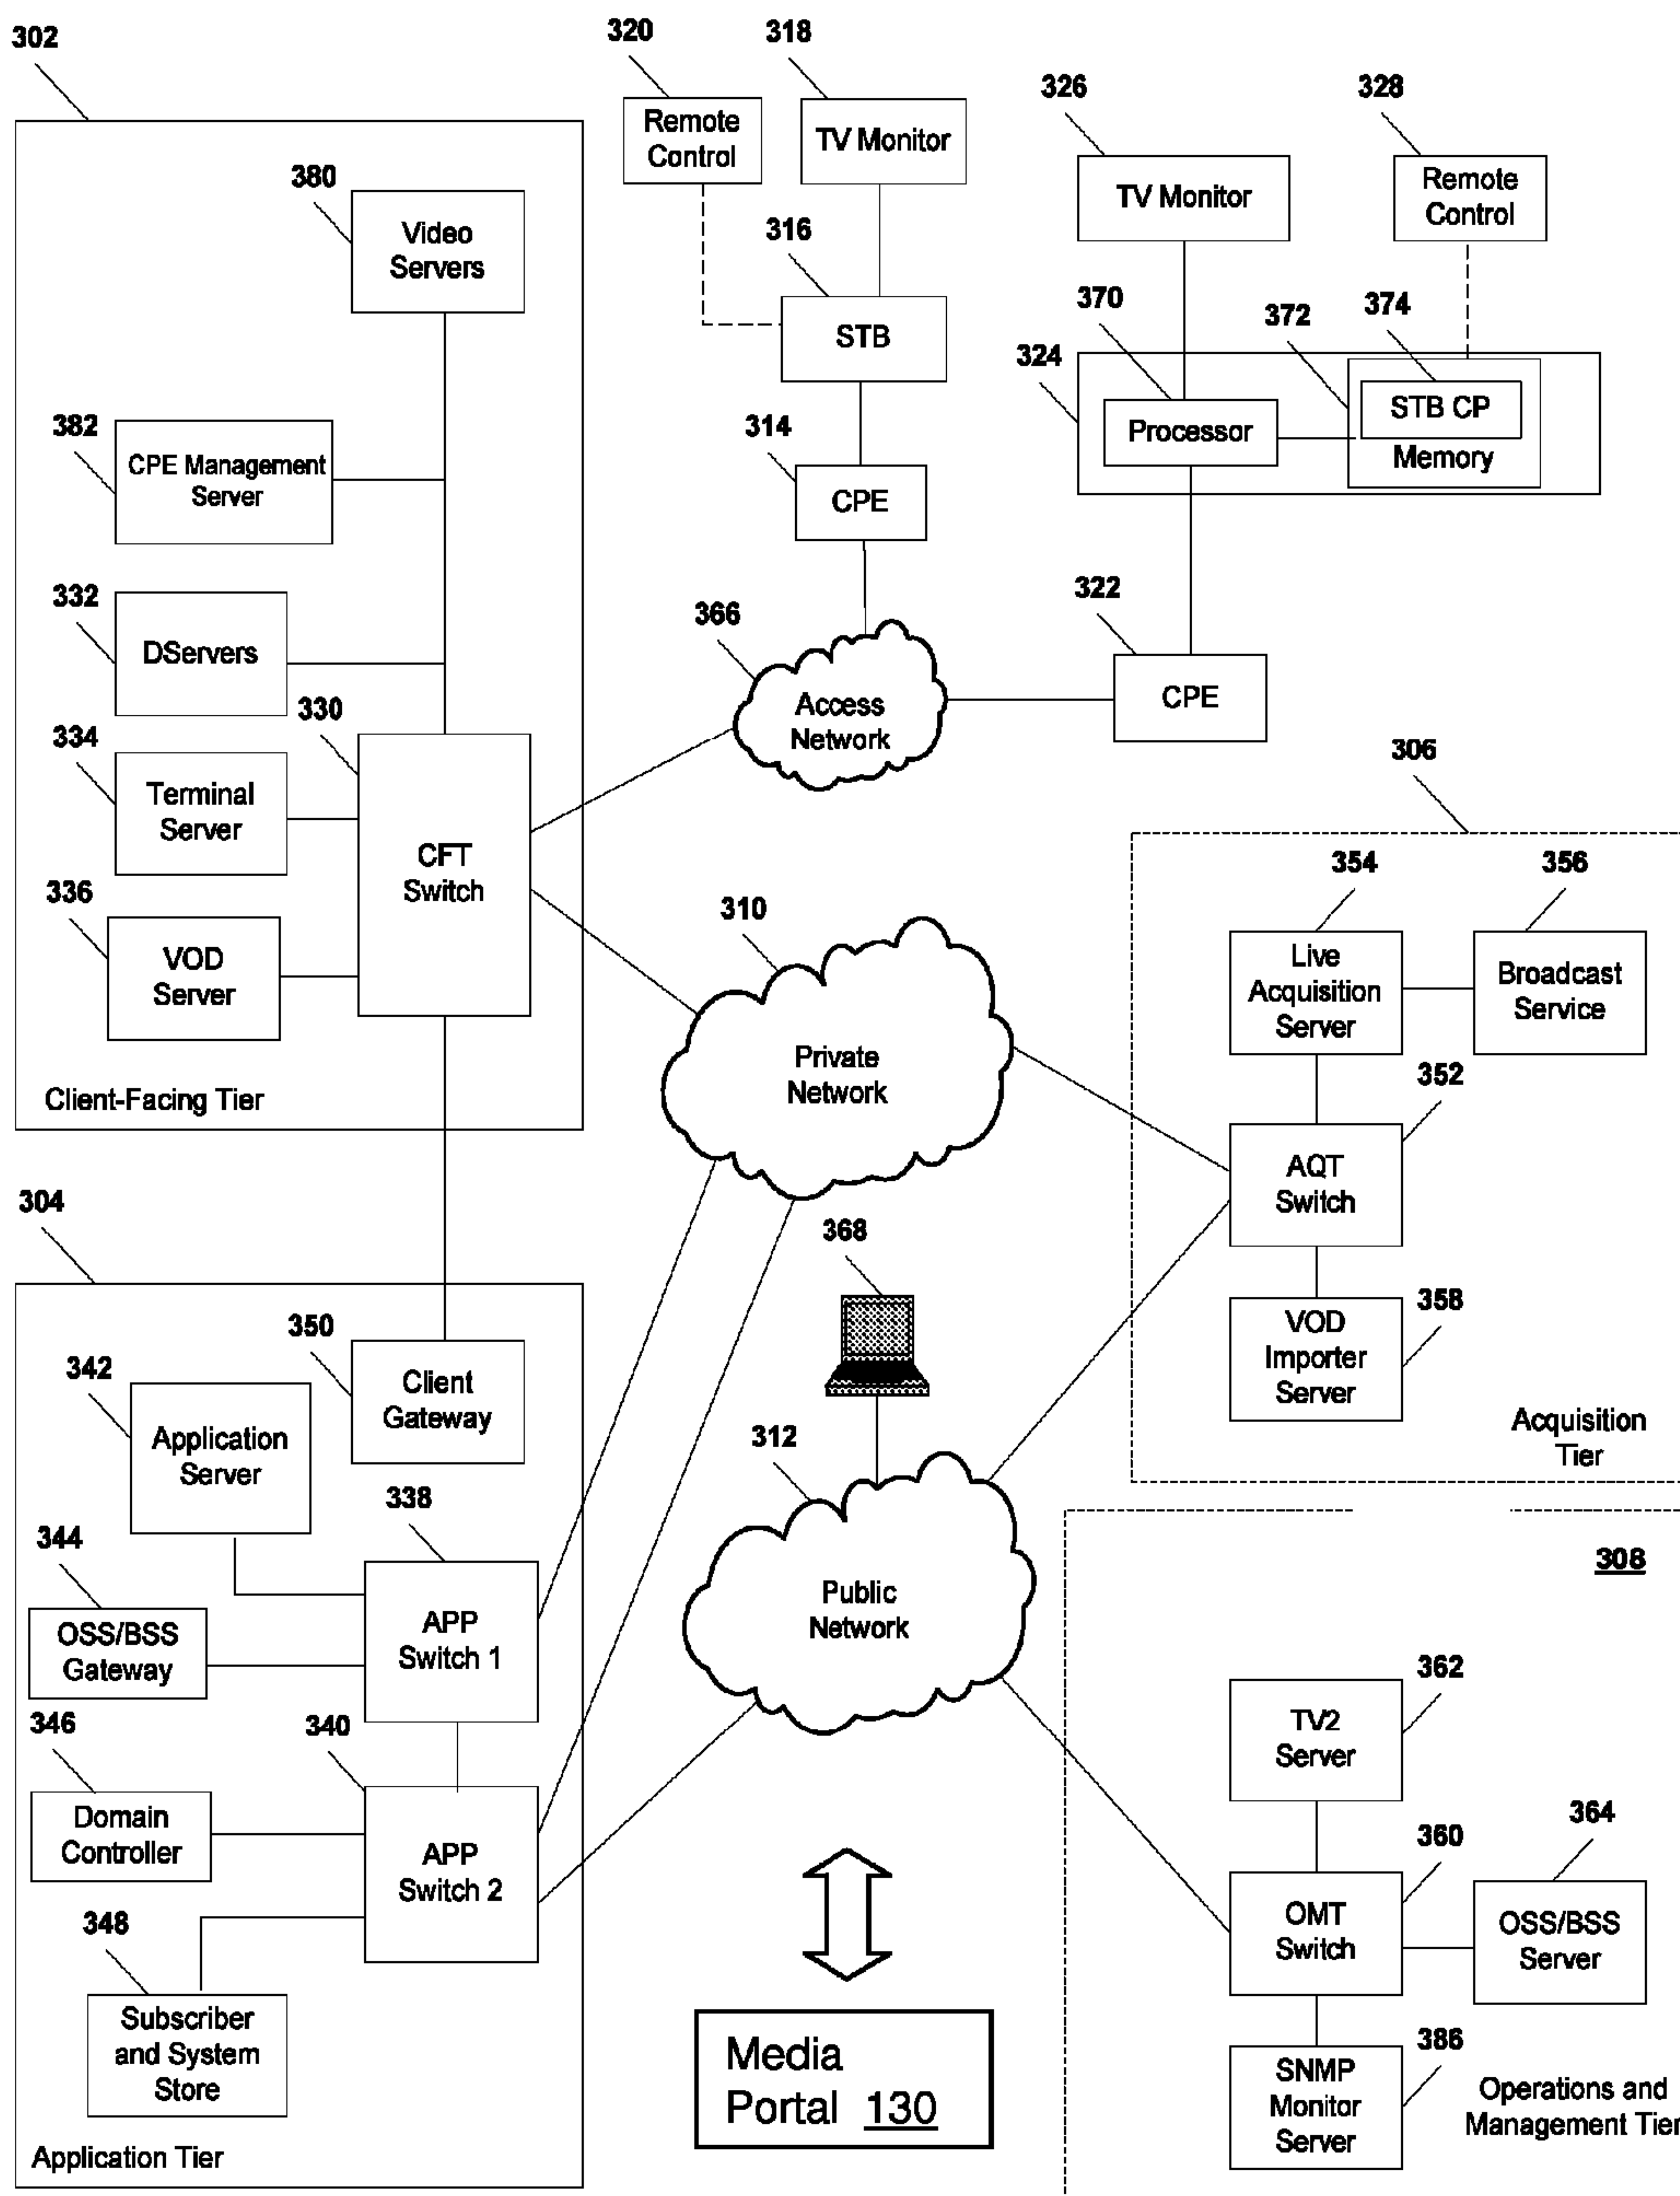 302
380
Video
Servers
382
CPE Management
Server
332
DServers
334
Terminal
Server
330
CFT
Switch
336
VOD
Server
Client-Facing Tier
320
Remote
Control
318
TV Monitor
316
STB
314
CPE
366
Access
Network
326
TV Monitor
328
Remote
Control
324
370
Processor
372
374
STB CP
Memory
322
CPE
310
Private
Network
306
354
Live
Acquisition
Server
356
Broadcast
Service
352
AQT
Switch
358
VOD
Importer
Server
Acquisition
Tier
304
350
Client
Gateway
342
Application
Server
338
APP
Switch 1
344
OSS/BSS
Gateway
346
Domain
Controller
340
APP
Switch 2
348
Subscriber
and System
Store
Application Tier
368
312
Public
Network
Media
Portal 130
308
362
TV2
Server
360
OMT
Switch
364
OSS/BSS
Server
386
SNMP
Monitor
Server
Operations and
Management Tier